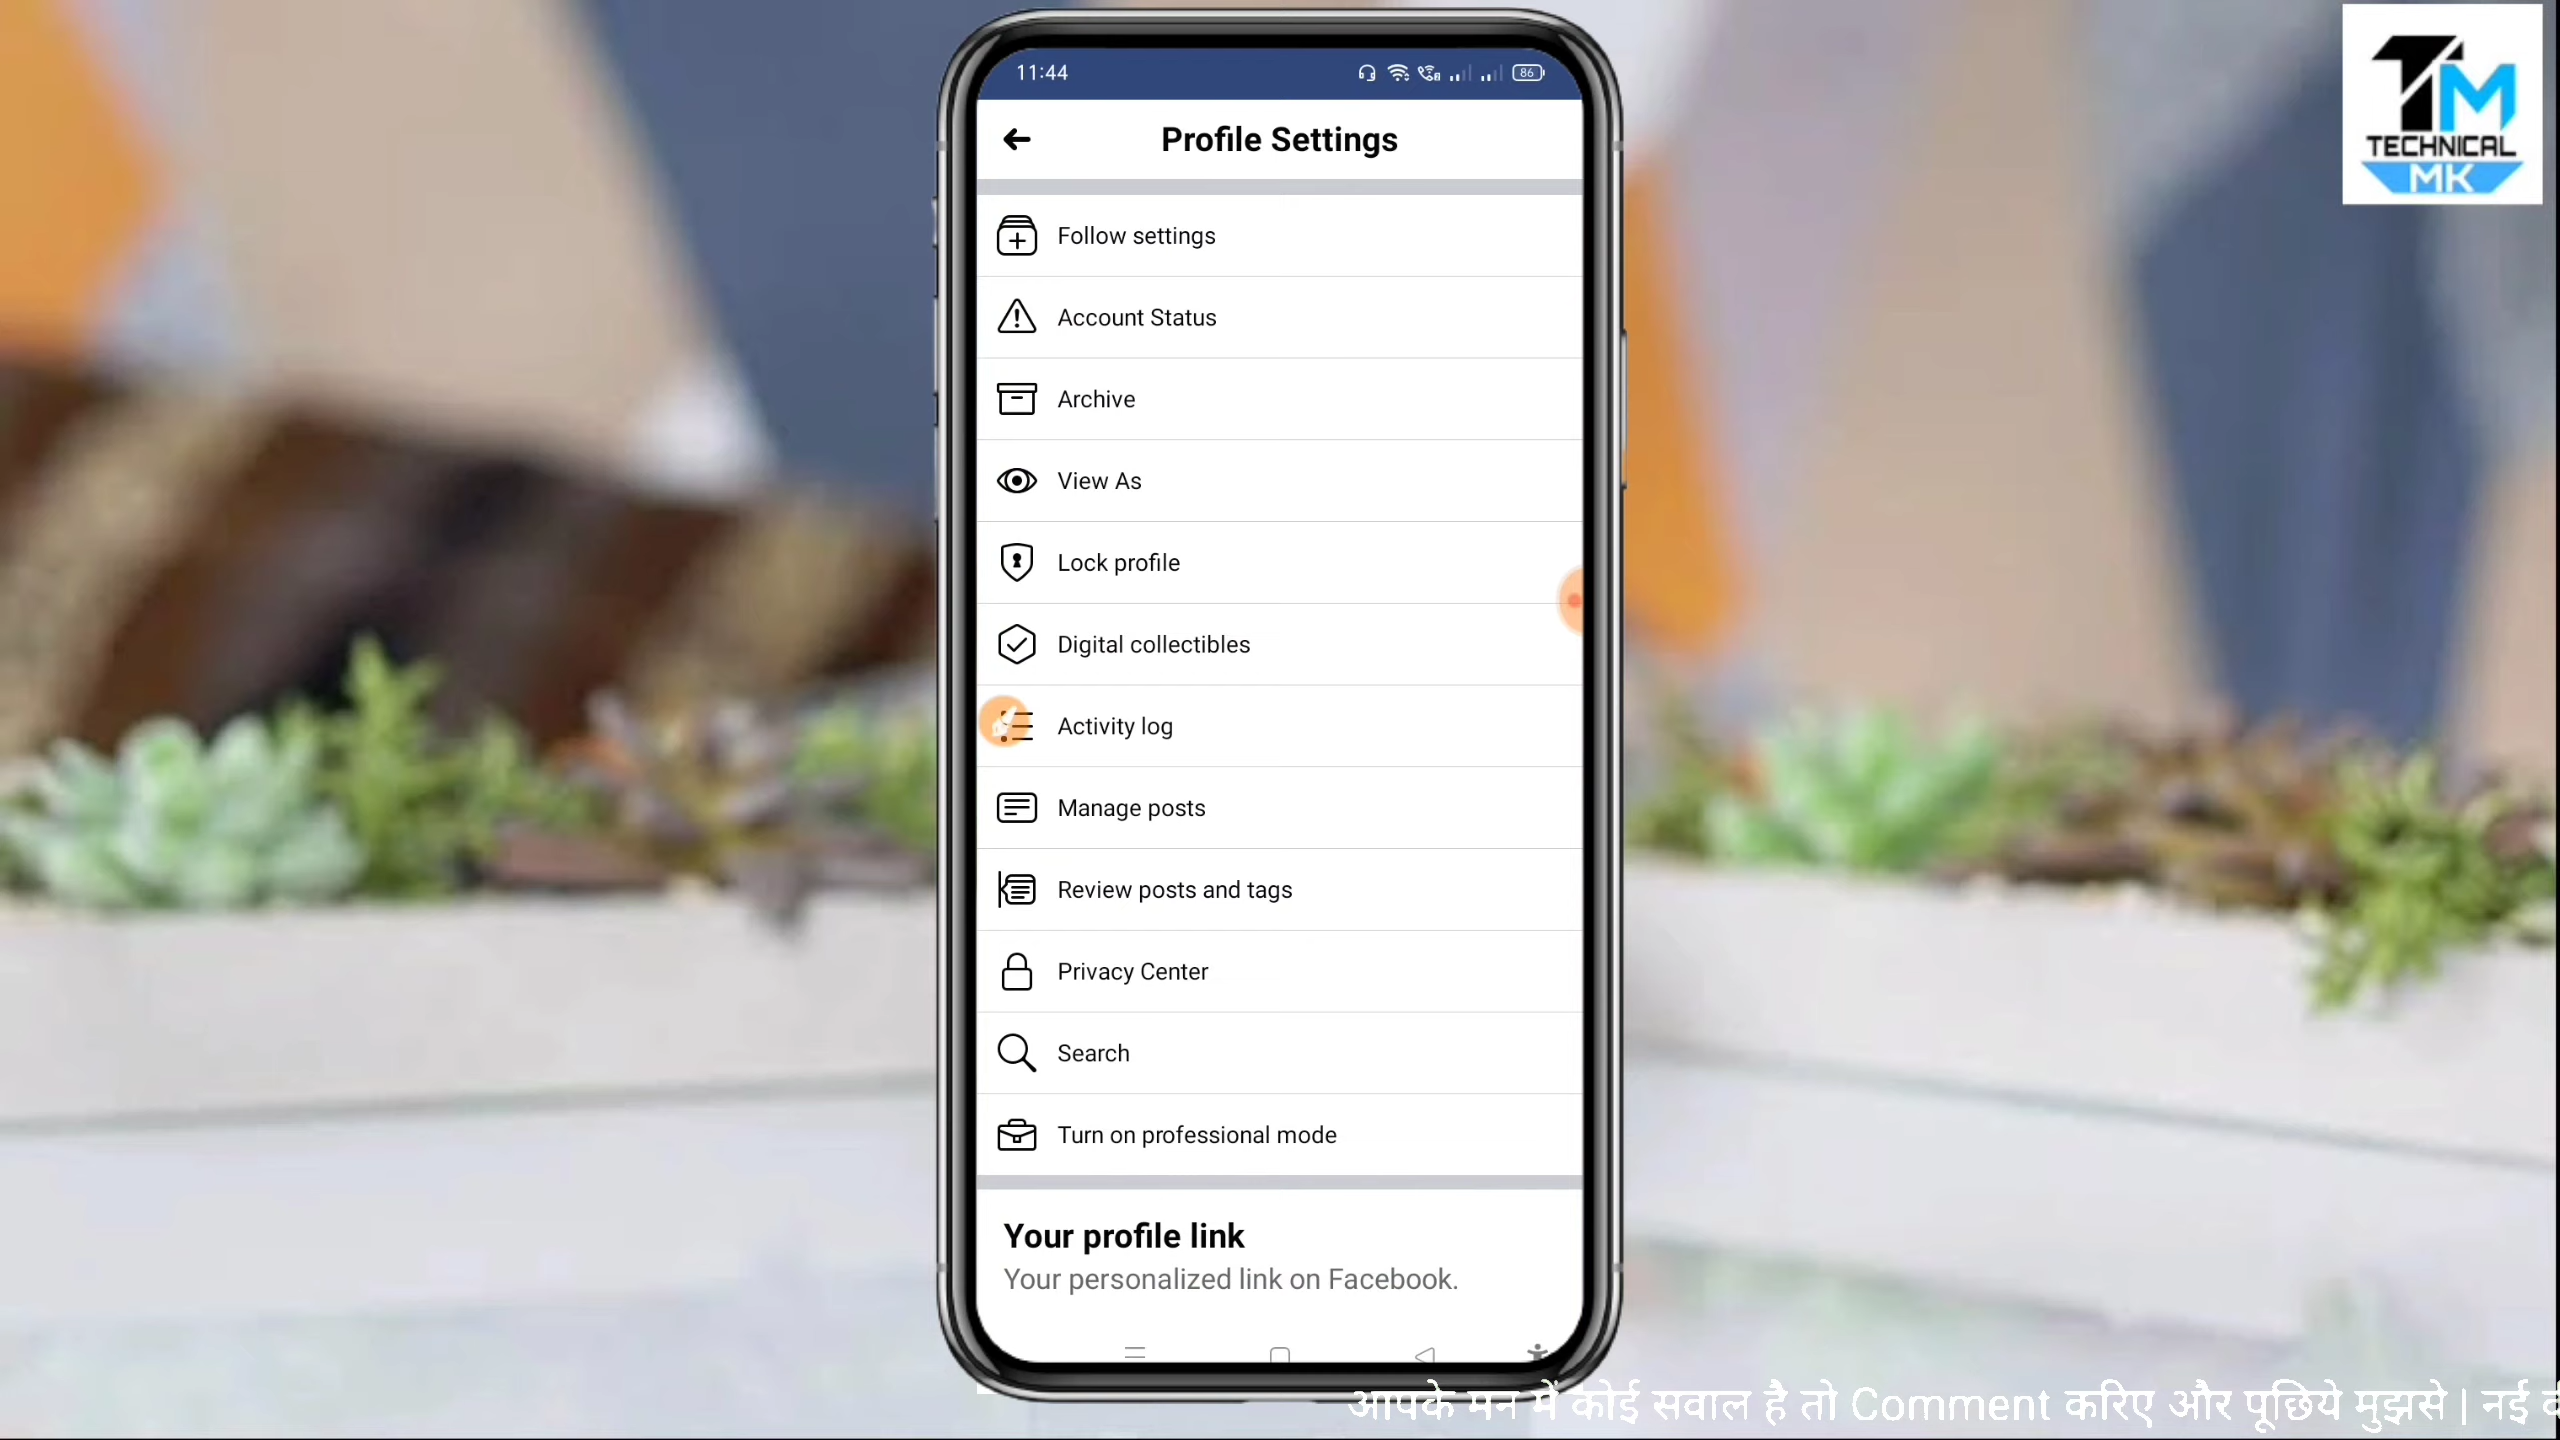 11:44
86
TM
TECHNICAL
MK
Profile Settings
Follow settings
Account Status
Archive
View As
Lock profile
Digital collectibles
Activity log
Manage posts
Review posts and tags
Privacy Center
Search
Turn on professional mode
Your profile link
Your personalized link on Facebook.
आपके मन में कोई सवाल है तो Comment करिए और पूछिये मुझसे | नई